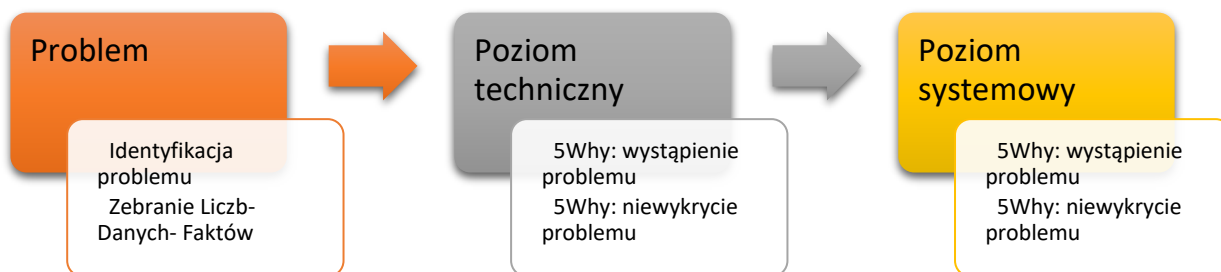 Problem
Identyfikacja
problemu
Zebranie Liczb-
Danych- Faktów
Poziom
techniczny
5Why: wystąpienie
problemu
5Why: niewykrycie
problemu
Poziom
systemowy
5Why: wystąpienie
problemu
5Why: niewykrycie
problemu